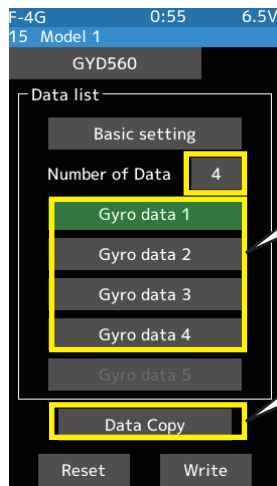 F-4G 0:55 6.5V
15 Model 1
GYD560
Data list
Basic setting
Number of Data 4
Gyro data 1
Gyro data 2
Gyro data 3
Gyro data 4
Gyro data 5
Data Copy
Reset Write